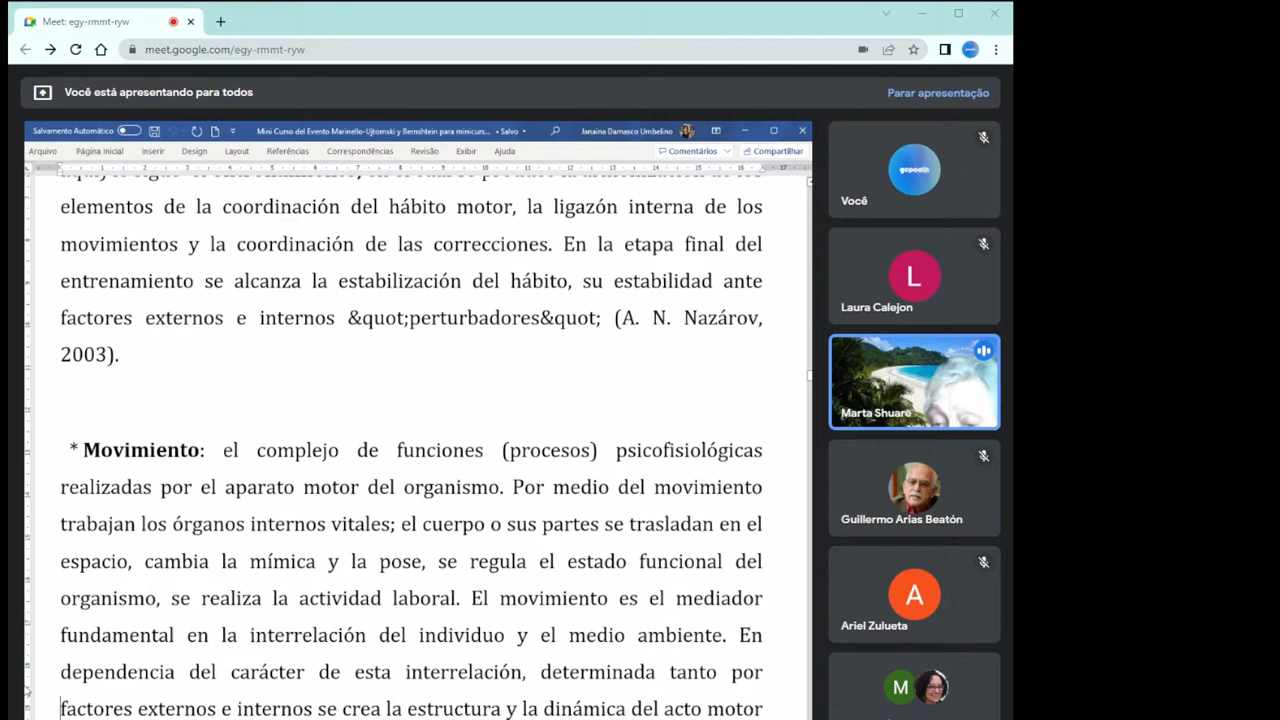 Meet: egy-rmmt-ryw
meet.google.com/egy-rmmt-ryw
Você está apresentando para todos
Parar apresentação
Salvamento Automático
Mini Curso del Evento Marinello-Ujtomski y Bernshtein para minicurs... • Salvo
Janaina Damasco Umbelino
Arquivo Página Inicial Inserir Design Layout Referências Correspondências Revisão Exibir Ajuda Comentários Compartilhar
elementos de la coordinación del hábito motor, la ligazón interna de los
movimientos y la coordinación de las correcciones. En la etapa final del
entrenamiento se alcanza la estabilización del hábito, su estabilidad ante
factores externos e internos &quot;perturbadores&quot; (A. N. Nazárov,
2003).
* Movimiento: el complejo de funciones (procesos) psicofisiológicas
realizadas por el aparato motor del organismo. Por medio del movimiento
trabajan los órganos internos vitales; el cuerpo o sus partes se trasladan en el
espacio, cambia la mímica y la pose, se regula el estado funcional del
organismo, se realiza la actividad laboral. El movimiento es el mediador
fundamental en la interrelación del individuo y el medio ambiente. En
dependencia del carácter de esta interrelación, determinada tanto por
factores externos e internos se crea la estructura y la dinámica del acto motor
gepeoth
Você
L
Laura Calejon
Marta Shuare
Guillermo Arias Beatón
A
Ariel Zulueta
M